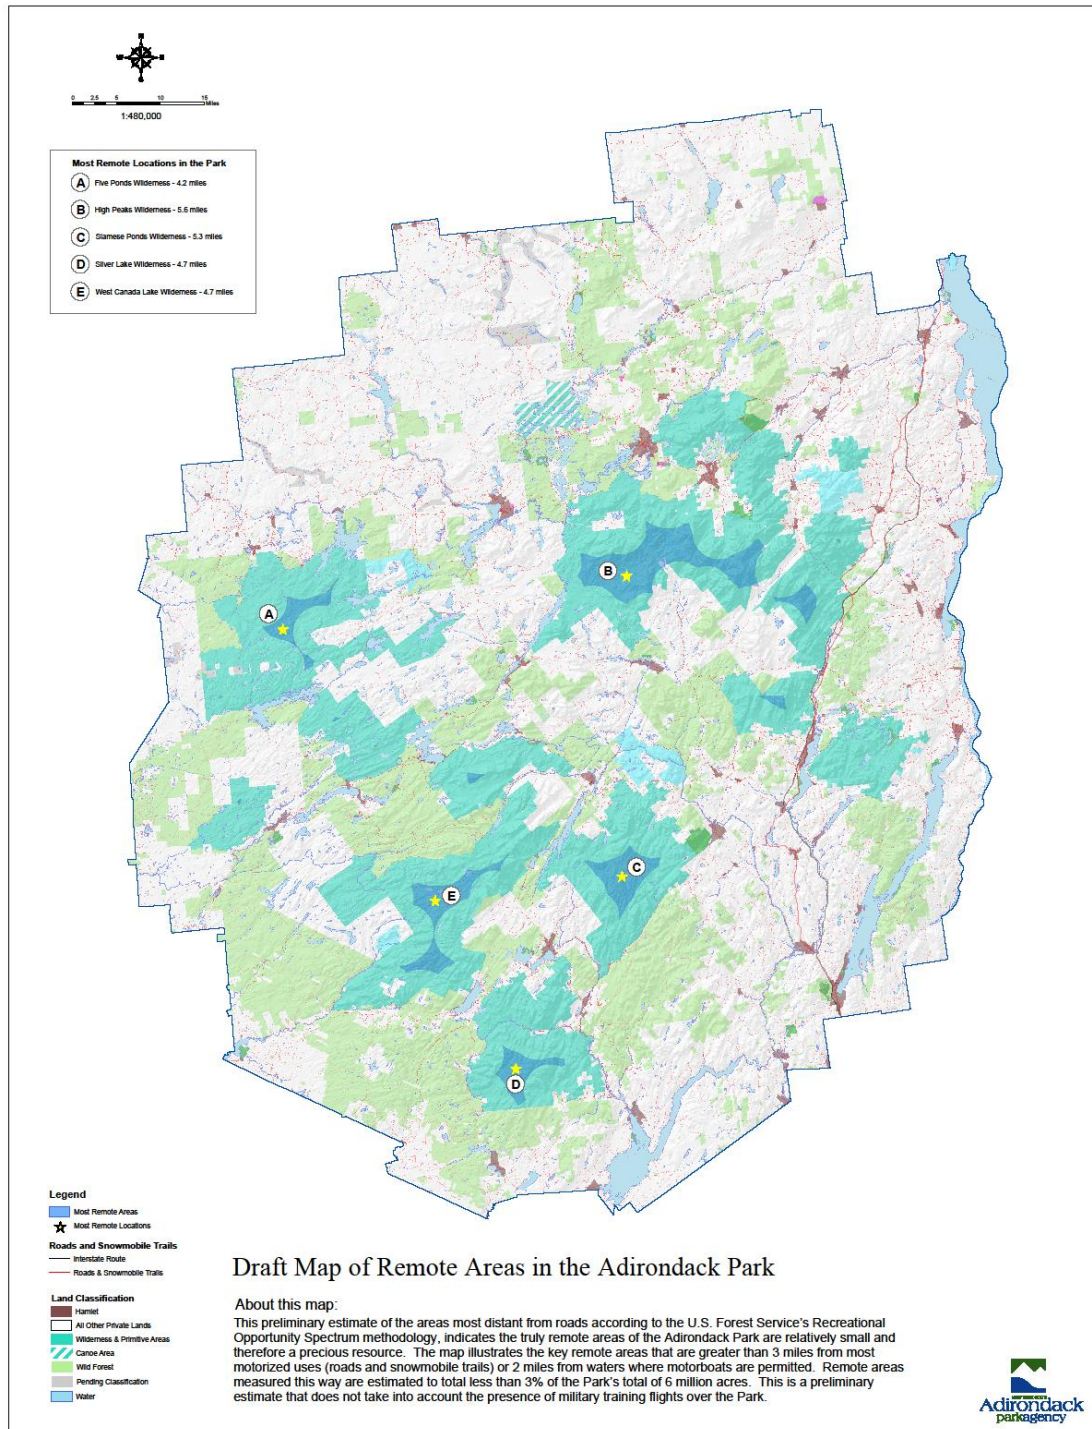 N
W E
S
0 2.5 5 10 15
Miles
1:480,000
Most Remote Locations in the Park
A Five Ponds Wilderness - 4.2 miles
B High Peaks Wilderness - 5.6 miles
C Siamese Ponds Wilderness - 5.3 miles
D Silver Lake Wilderness - 4.7 miles
E West Canada Lake Wilderness - 4.7 miles
B
A
C
E
D
Legend
Most Remote Areas
Most Remote Locations
Roads and Snowmobile Trails
Interstate Route
Roads & Snowmobile Trails
Land Classification
Hamlet
All Other Private Lands
Wilderness & Primitive Areas
Canoe Area
Wild Forest
Pending Classification
Water
Draft Map of Remote Areas in the Adirondack Park
About this map:
This preliminary estimate of the areas most distant from roads according to the U.S. Forest Service's Recreational
Opportunity Spectrum methodology, indicates the truly remote areas of the Adirondack Park are relatively small and
therefore a precious resource. The map illustrates the key remote areas that are greater than 3 miles from most
motorized uses (roads and snowmobile trails) or 2 miles from waters where motorboats are permitted. Remote areas
measured this way are estimated to total less than 3% of the Park's total of 6 million acres. This is a preliminary
estimate that does not take into account the presence of military training flights over the Park.
Adirondack
parkagency